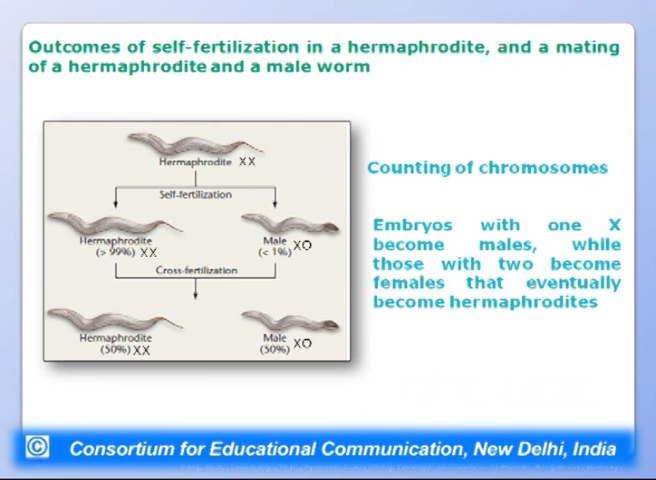 Outcomes of self-fertilization in a hermaphrodite, and a mating
of a hermaphrodite and a male worm
Hermaphrodite XX
Self-fertilization
Hermaphrodite
(> 99%) XX
Male XO
(< 1%)
Cross-fertilization
Hermaphrodite
(50%) XX
Male XO
(50%)
Counting of chromosomes
Embryos with one X
become males, while
those with two become
females that eventually
become hermaphrodites
© Consortium for Educational Communication, New Delhi, India